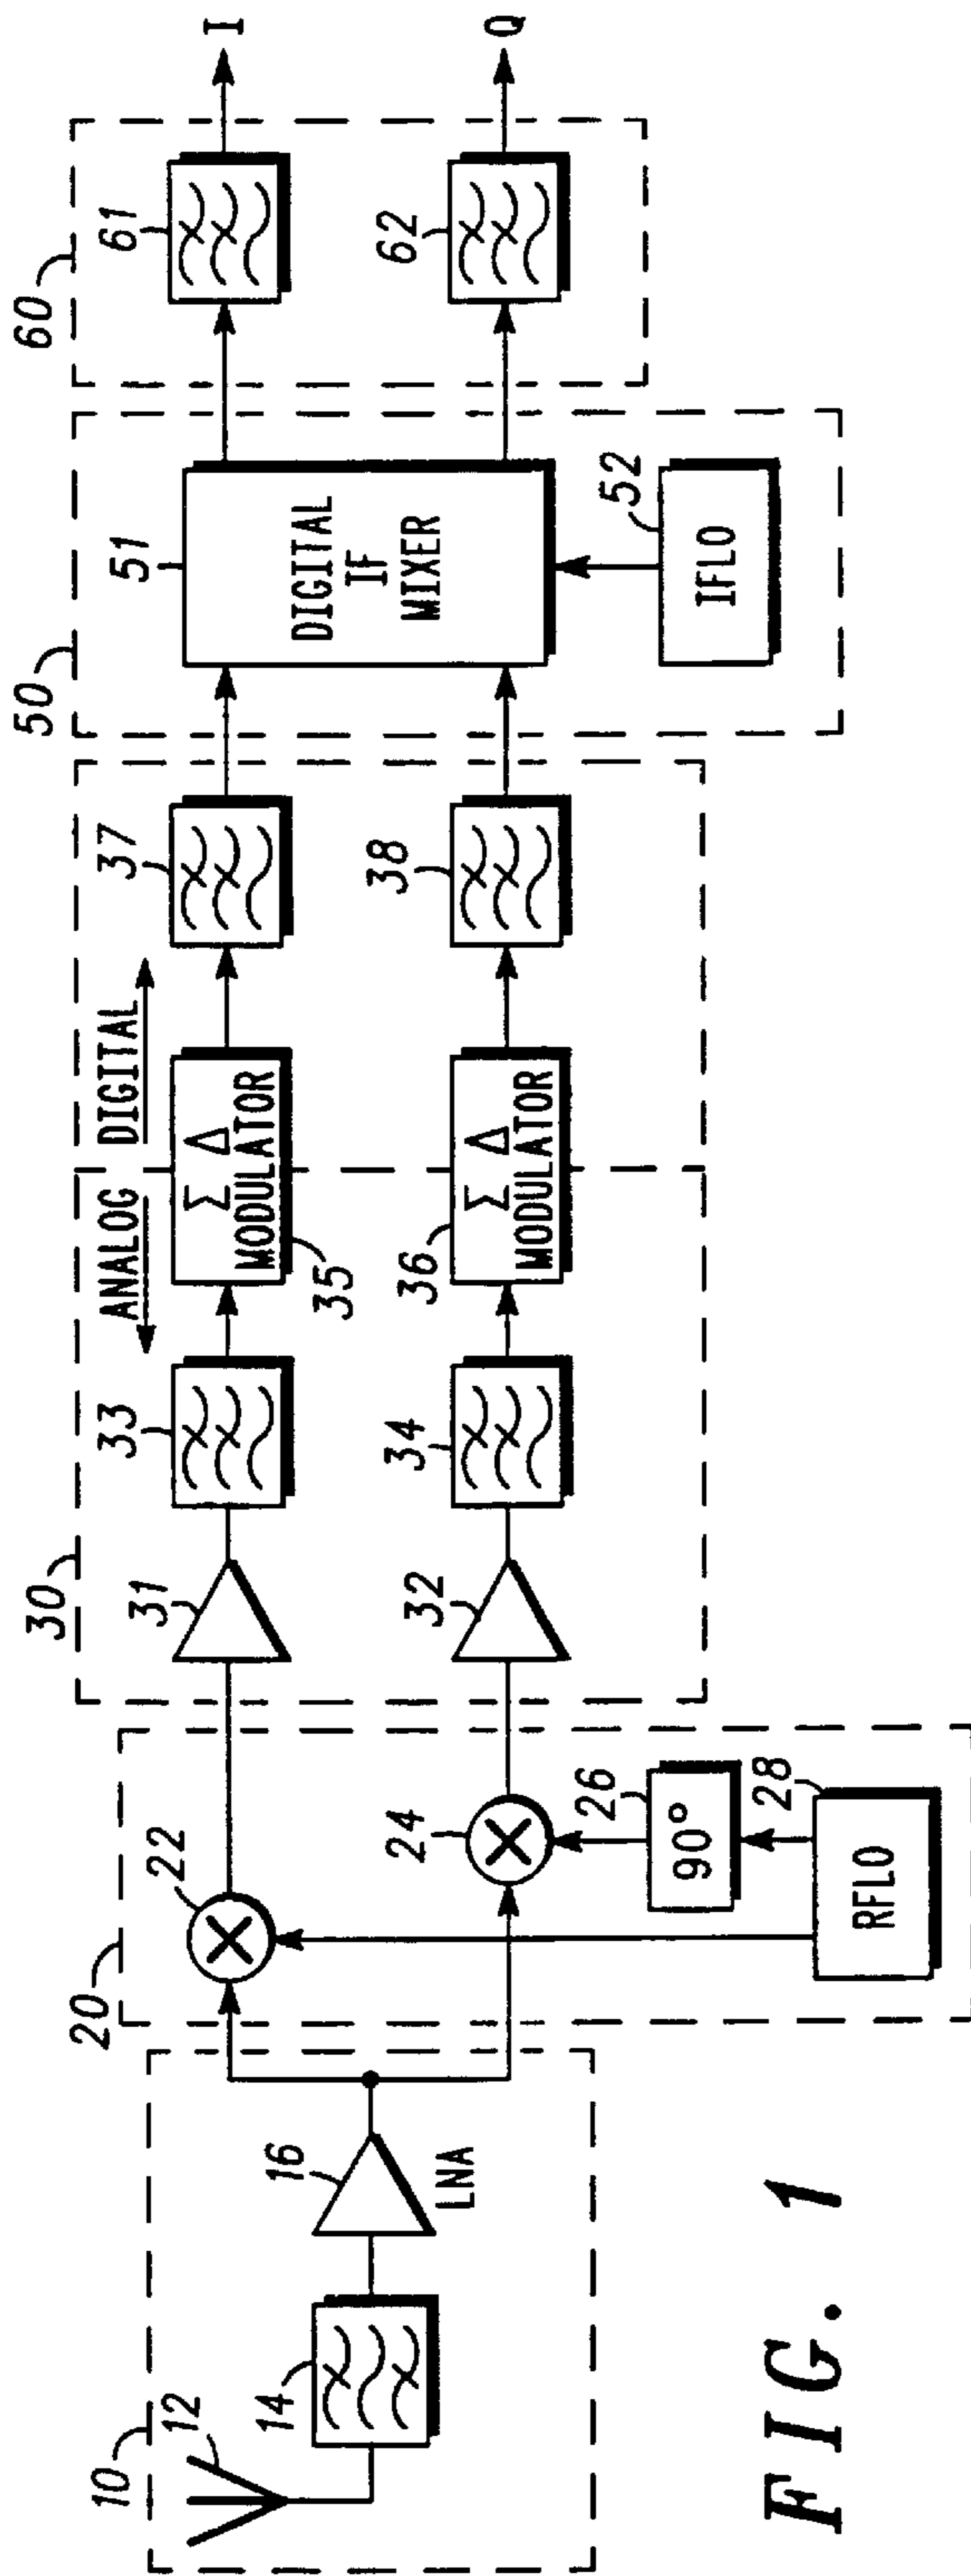 10
12
14
16
LNA
20
22
24
26
90°
28
RFLO
30
31
32
33
34
ANALOG
DIGITAL
Σ Δ
MODULATOR
35
36
Σ Δ
MODULATOR
37
38
50
51
DIGITAL
IF
MIXER
52
IFLO
60
61
62
I
Q
FIG. 1